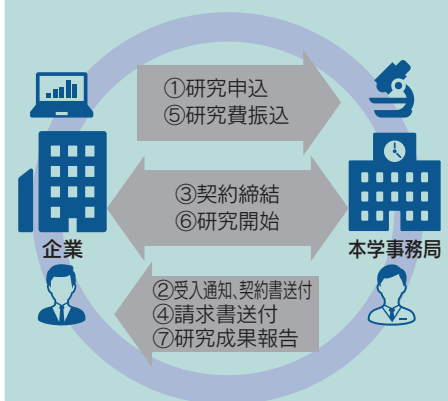 ①研究申込
⑤研究費振込
③契約締結
⑥研究開始
企業
本学事務局
②受入通知、契約書送付
④請求書送付
⑦研究成果報告